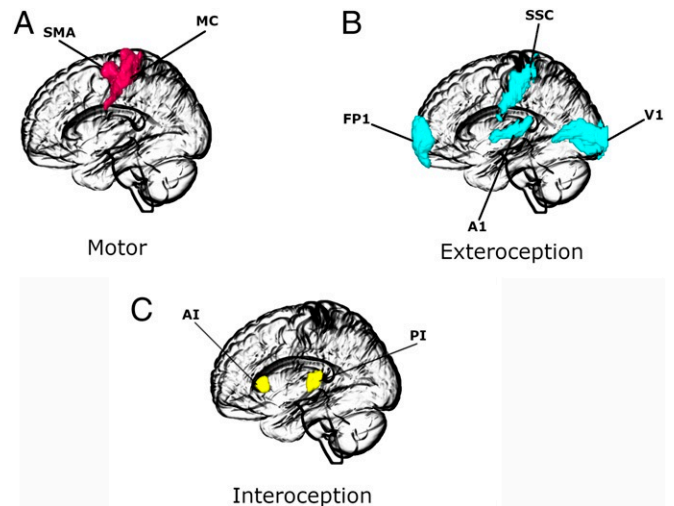 A
SMA
MC
Motor
B
SSC
FP1
V1
A1
Exteroception
C
AI
PI
Interoception